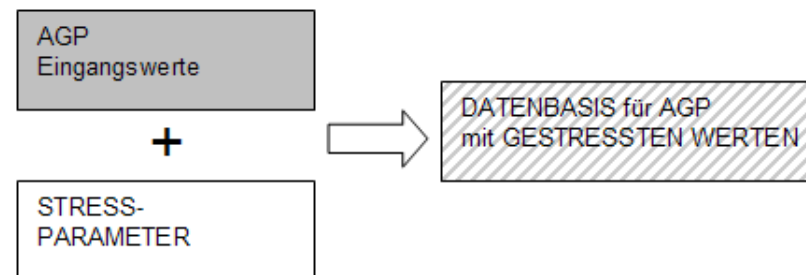 AGP
Eingangswerte
+
STRESS-
PARAMETER
DATENBASIS für AGP
mit GESTRESSTEN WERTEN